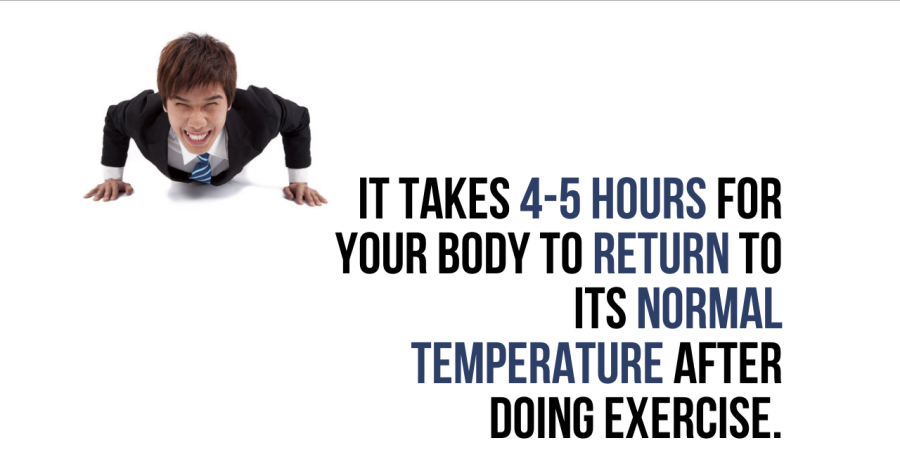 IT TAKES 4-5 HOURS FOR
YOUR BODY TO RETURN TO
ITS NORMAL
TEMPERATURE AFTER
DOING EXERCISE.